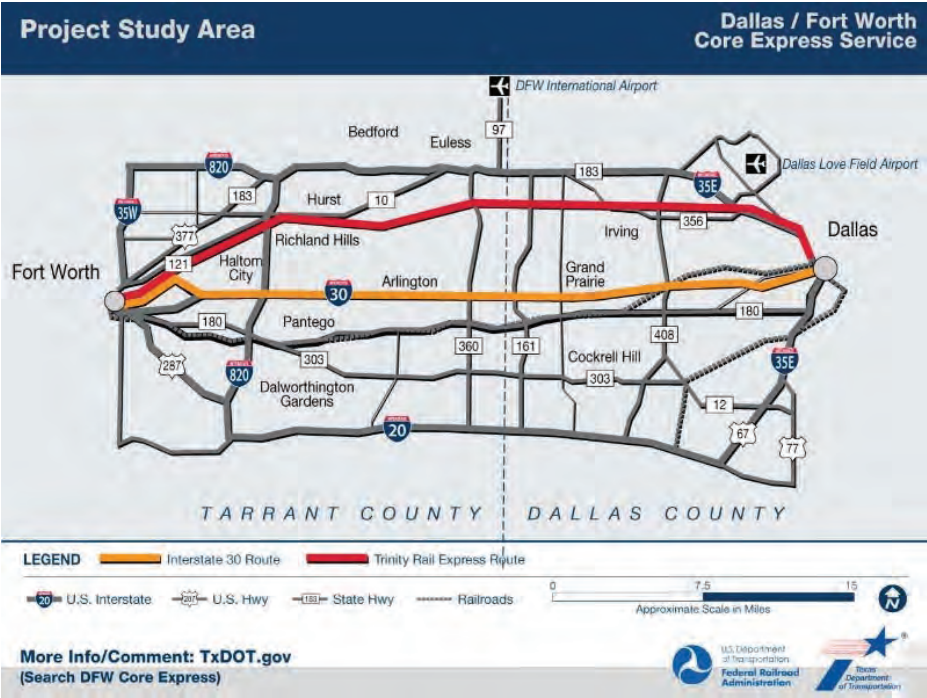 Project Study Area
Dallas / Fort Worth
Core Express Service
DFW International Airport
97
Bedford
Euless
820
183
Dallas Love Field Airport
35E
183
Hurst
10
35W
356
377
Richland Hills
Irving
Dallas
121
Haltom
City
Fort Worth
Grand
Prairie
Arlington
30
180
Pantego
180
408
360
161
303
Cockrell Hill
35E
287
820
303
Dalworthington
Gardens
12
20
67
77
TARRANT COUNTY
DALLAS COUNTY
LEGEND
Interstate 30 Route
Trinity Rail Express Route
20
U.S. Interstate
U.S. Hwy
State Hwy
Railroads
0
7.5
15
Approximate Scale in Miles
N
More Info/Comment: TxDOT.gov
(Search DFW Core Express)
U.S. Department
of Transportation
Federal Railroad
Administration
Texas
Department
of Transportation
®